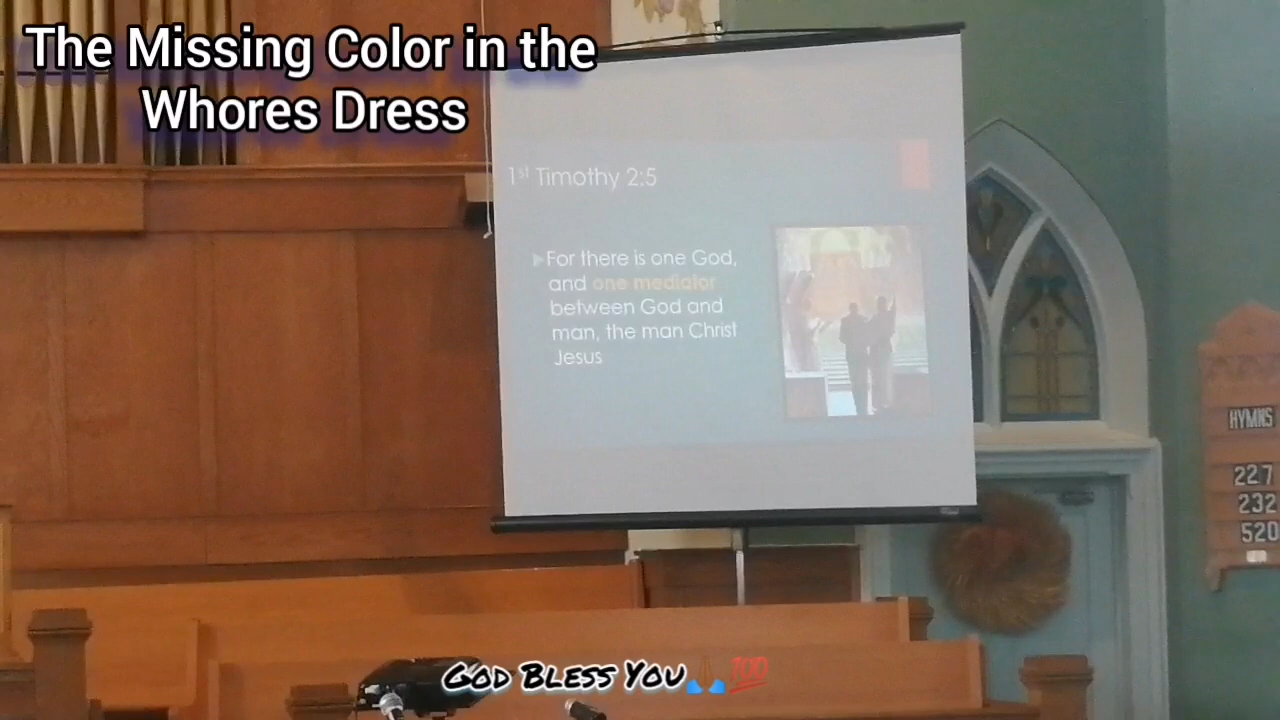 The Missing Color in the
Whores Dress
1st Timothy 2:5
For there is one God,
and one mediator
between God and
man, the man Christ
Jesus
HYMNS
227
232
520
God Bless You🙏🏾💯